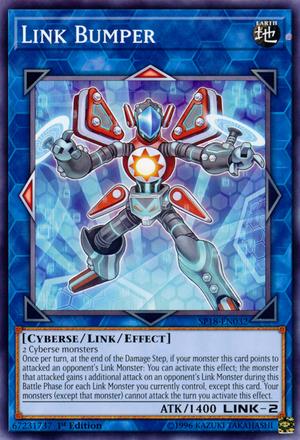 LINK BUMPER
EARTH
地
SP18-EN032
[CYBERSE/LINK/EFFECT]
2 Cyberse monsters
Once per turn, at the end of the Damage Step, if your monster this card points to
attacked an opponent's Link Monster: You can activate this effect; the monster
that attacked gains 1 additional attack on an opponent's Link Monster during this
Battle Phase for each Link Monster you currently control, except this card. Your
monsters (except that monster) cannot attack the turn you activate this effect.
ATK/1400 LINK-2
67231737 1st Edition ©1996 KAZUKI TAKAHASHI